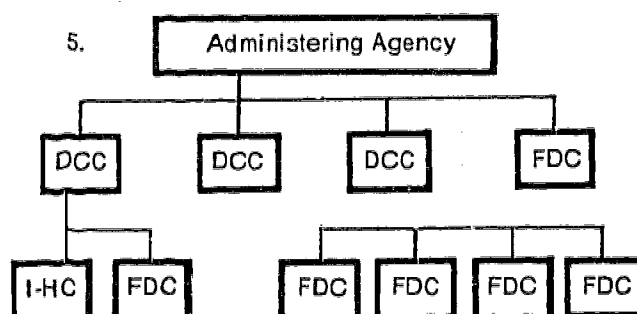 5. Administering Agency
DCC DCC DCC FDC
I-HC FDC FDC FDC FDC FDC